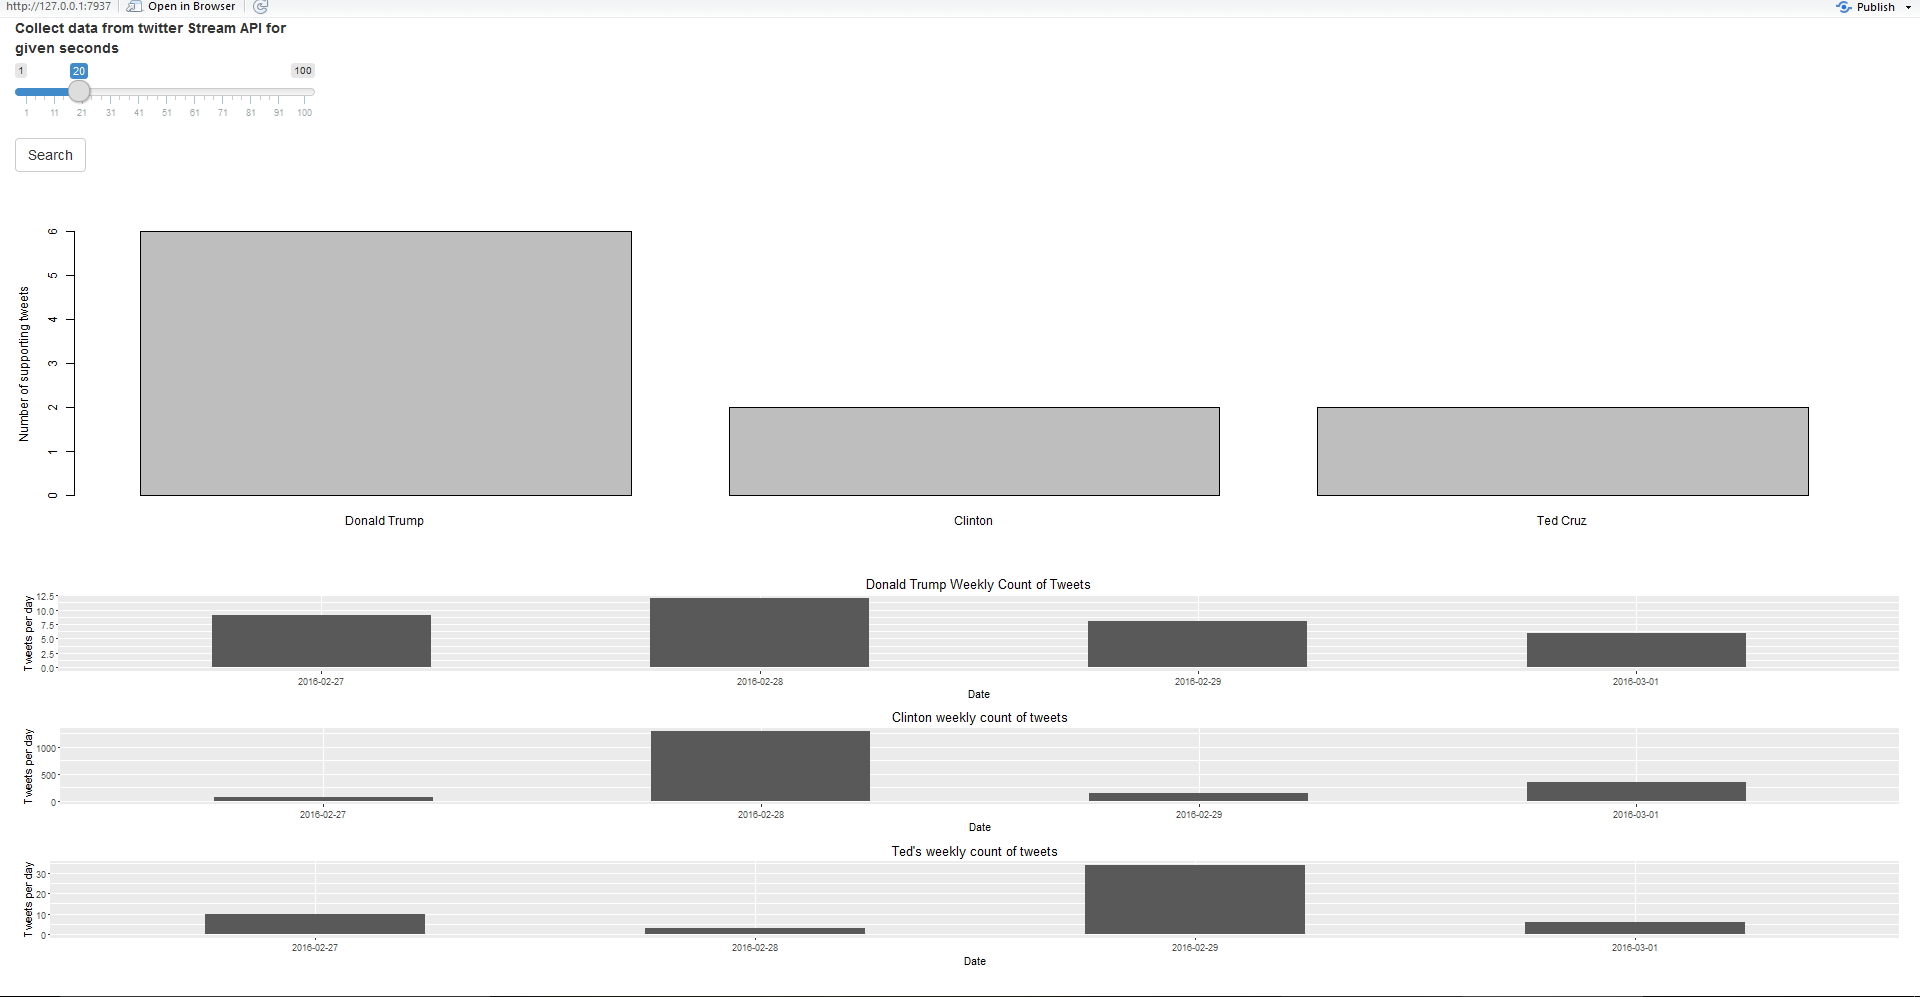 http://127.0.0.1:7937 Open in Browser Publish
Collect data from twitter Stream API for
given seconds
1 20 100
1 11 21 31 41 51 61 71 81 91 100
Search
Number of supporting tweets
6
5
4
3
2
1
0
Donald Trump Clinton Ted Cruz
Donald Trump Weekly Count of Tweets
Tweets per day
12.5
10.0
7.5
5.0
2.5
0.0
2016-02-27 2016-02-28 2016-02-29 2016-03-01
Date
Clinton weekly count of tweets
Tweets per day
1000
500
0
2016-02-27 2016-02-28 2016-02-29 2016-03-01
Date
Ted's weekly count of tweets
Tweets per day
30
20
10
0
2016-02-27 2016-02-28 2016-02-29 2016-03-01
Date